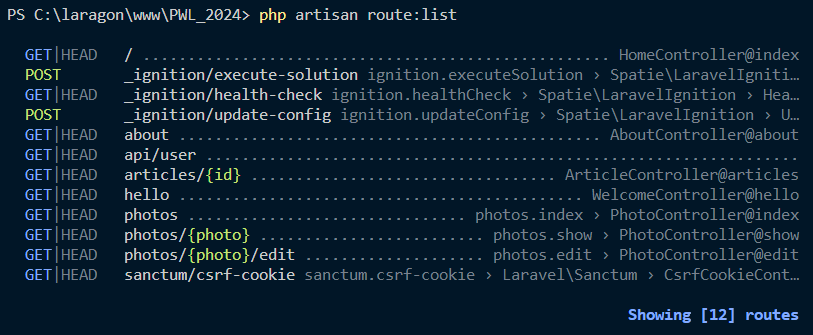 PS C:\laragon\www\PWL_2024> php artisan route:list
GET|HEAD / .................................................... HomeController@index
POST _ignition/execute-solution ignition.executeSolution › Spatie\LaravelIgniti…
GET|HEAD _ignition/health-check ignition.healthCheck › Spatie\LaravelIgnition › Hea…
POST _ignition/update-config ignition.updateConfig › Spatie\LaravelIgnition › U…
GET|HEAD about ............................................... AboutController@about
GET|HEAD api/user ..................................................................
GET|HEAD articles/{id} .................................. ArticleController@articles
GET|HEAD hello .............................................. WelcomeController@hello
GET|HEAD photos ............................... photos.index › PhotoController@index
GET|HEAD photos/{photo} ......................... photos.show › PhotoController@show
GET|HEAD photos/{photo}/edit .................... photos.edit › PhotoController@edit
GET|HEAD sanctum/csrf-cookie sanctum.csrf-cookie › Laravel\Sanctum › CsrfCookieCont…
Showing [12] routes